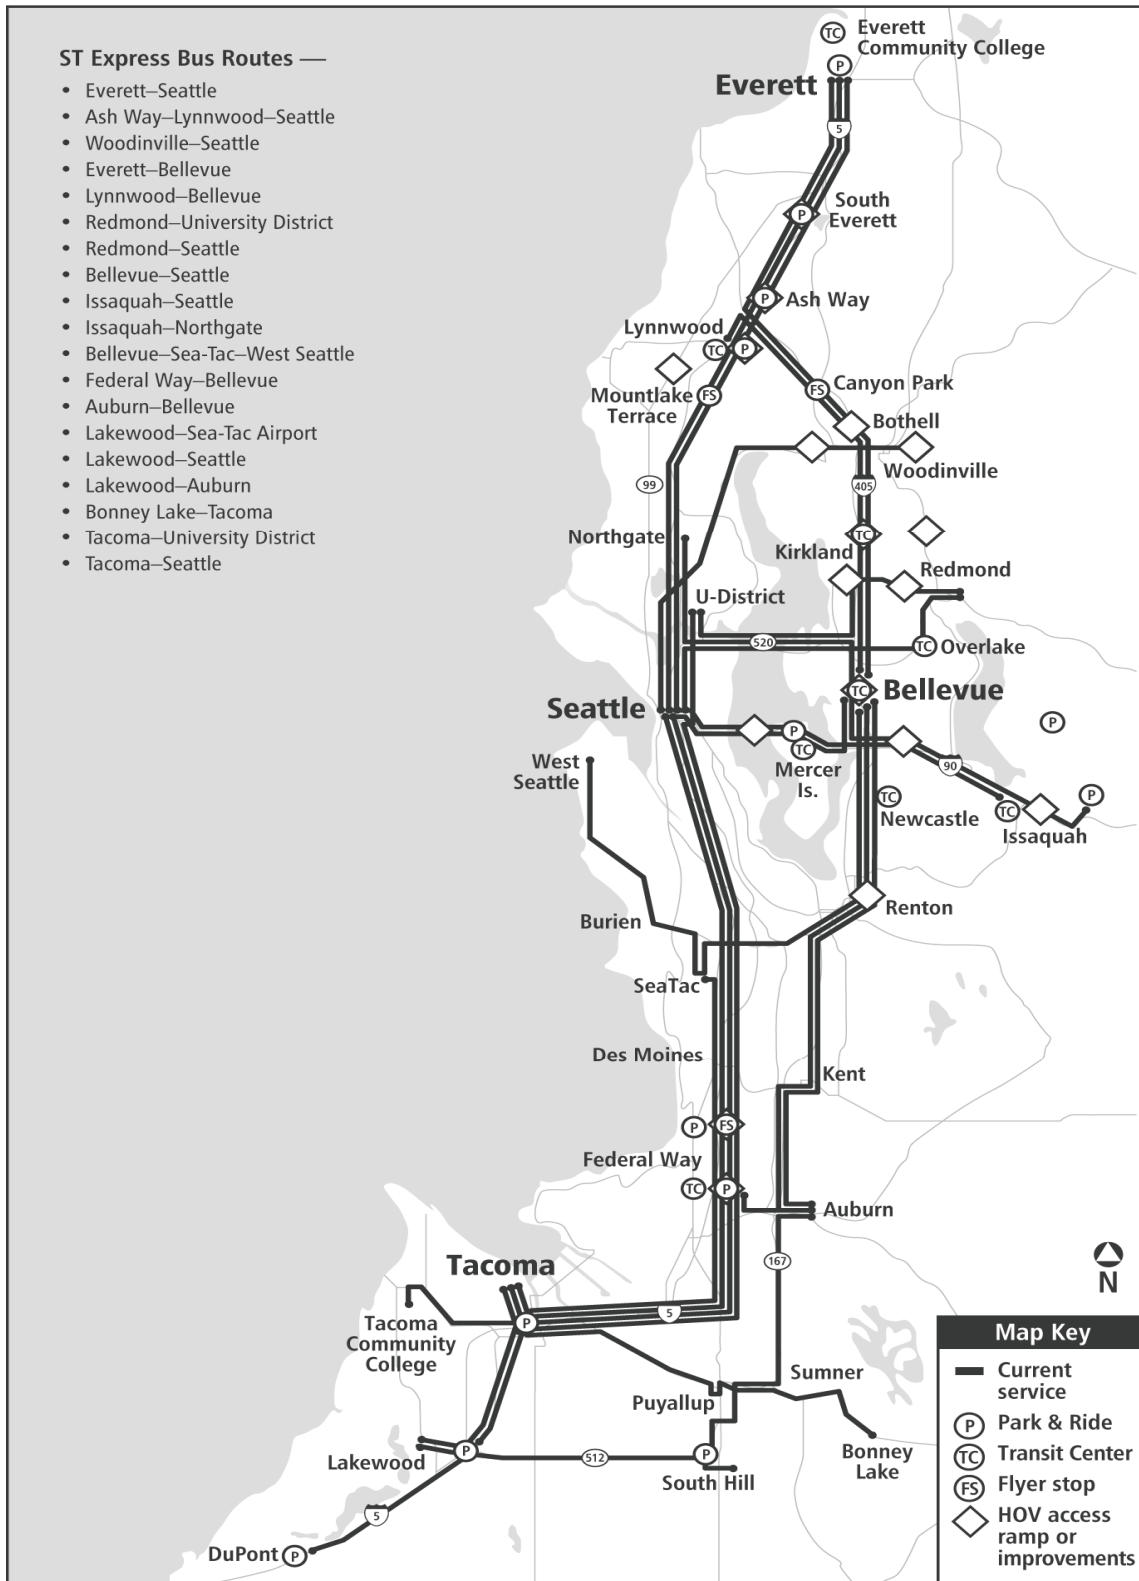 ST Express Bus Routes —
• Everett–Seattle
• Ash Way–Lynnwood–Seattle
• Woodinville–Seattle
• Everett–Bellevue
• Lynnwood–Bellevue
• Redmond–University District
• Redmond–Seattle
• Bellevue–Seattle
• Issaquah–Seattle
• Issaquah–Northgate
• Bellevue–Sea-Tac–West Seattle
• Federal Way–Bellevue
• Auburn–Bellevue
• Lakewood–Sea-Tac Airport
• Lakewood–Seattle
• Lakewood–Auburn
• Bonney Lake–Tacoma
• Tacoma–University District
• Tacoma–Seattle
TC
Everett
Community College
P
Everett
5
South
Everett
P
P
Ash Way
Lynnwood
TC
P
Mountlake
Terrace
FS
FS
Canyon Park
Bothell
Woodinville
99
405
Northgate
TC
Kirkland
Redmond
U-District
520
TC
Overlake
TC
Bellevue
Seattle
P
P
TC
Mercer
Is.
West
Seattle
90
TC
Newcastle
TC
P
Issaquah
Renton
Burien
SeaTac
Des Moines
Kent
P
FS
Federal Way
TC
P
Auburn
167
Tacoma
5
P
Tacoma
Community
College
Sumner
Puyallup
Lakewood
P
512
P
South Hill
Bonney
Lake
5
DuPont
P
N
Map Key
Current
service
P
Park & Ride
TC
Transit Center
FS
Flyer stop
HOV access
ramp or
improvements